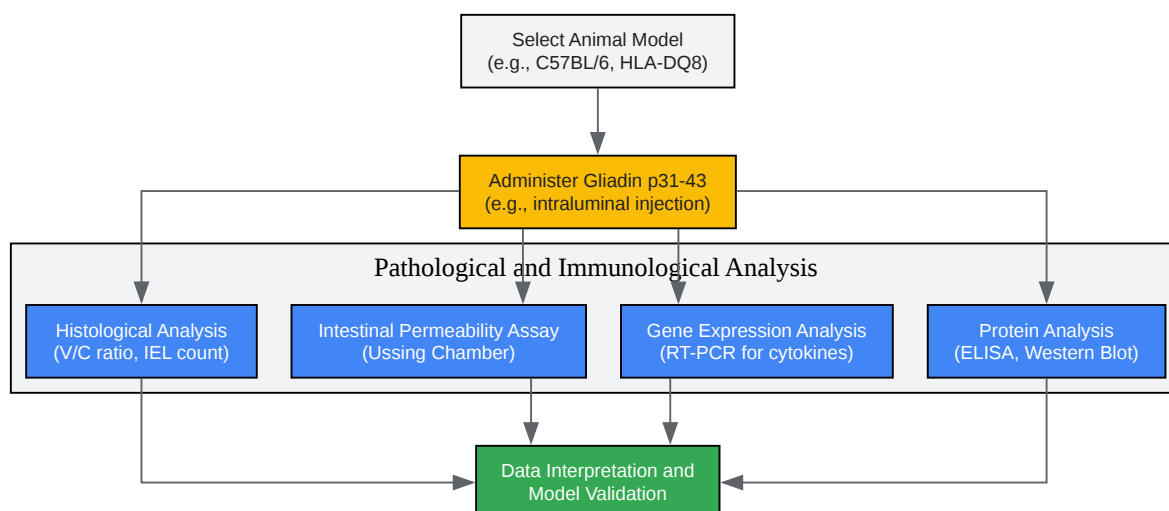 Select Animal Model
(e.g., C57BL/6, HLA-DQ8)
Administer Gliadin p31-43
(e.g., intraluminal injection)
Pathological and Immunological Analysis
Histological Analysis
(V/C ratio, IEL count)
Intestinal Permeability Assay
(Ussing Chamber)
Gene Expression Analysis
(RT-PCR for cytokines)
Protein Analysis
(ELISA, Western Blot)
Data Interpretation and
Model Validation